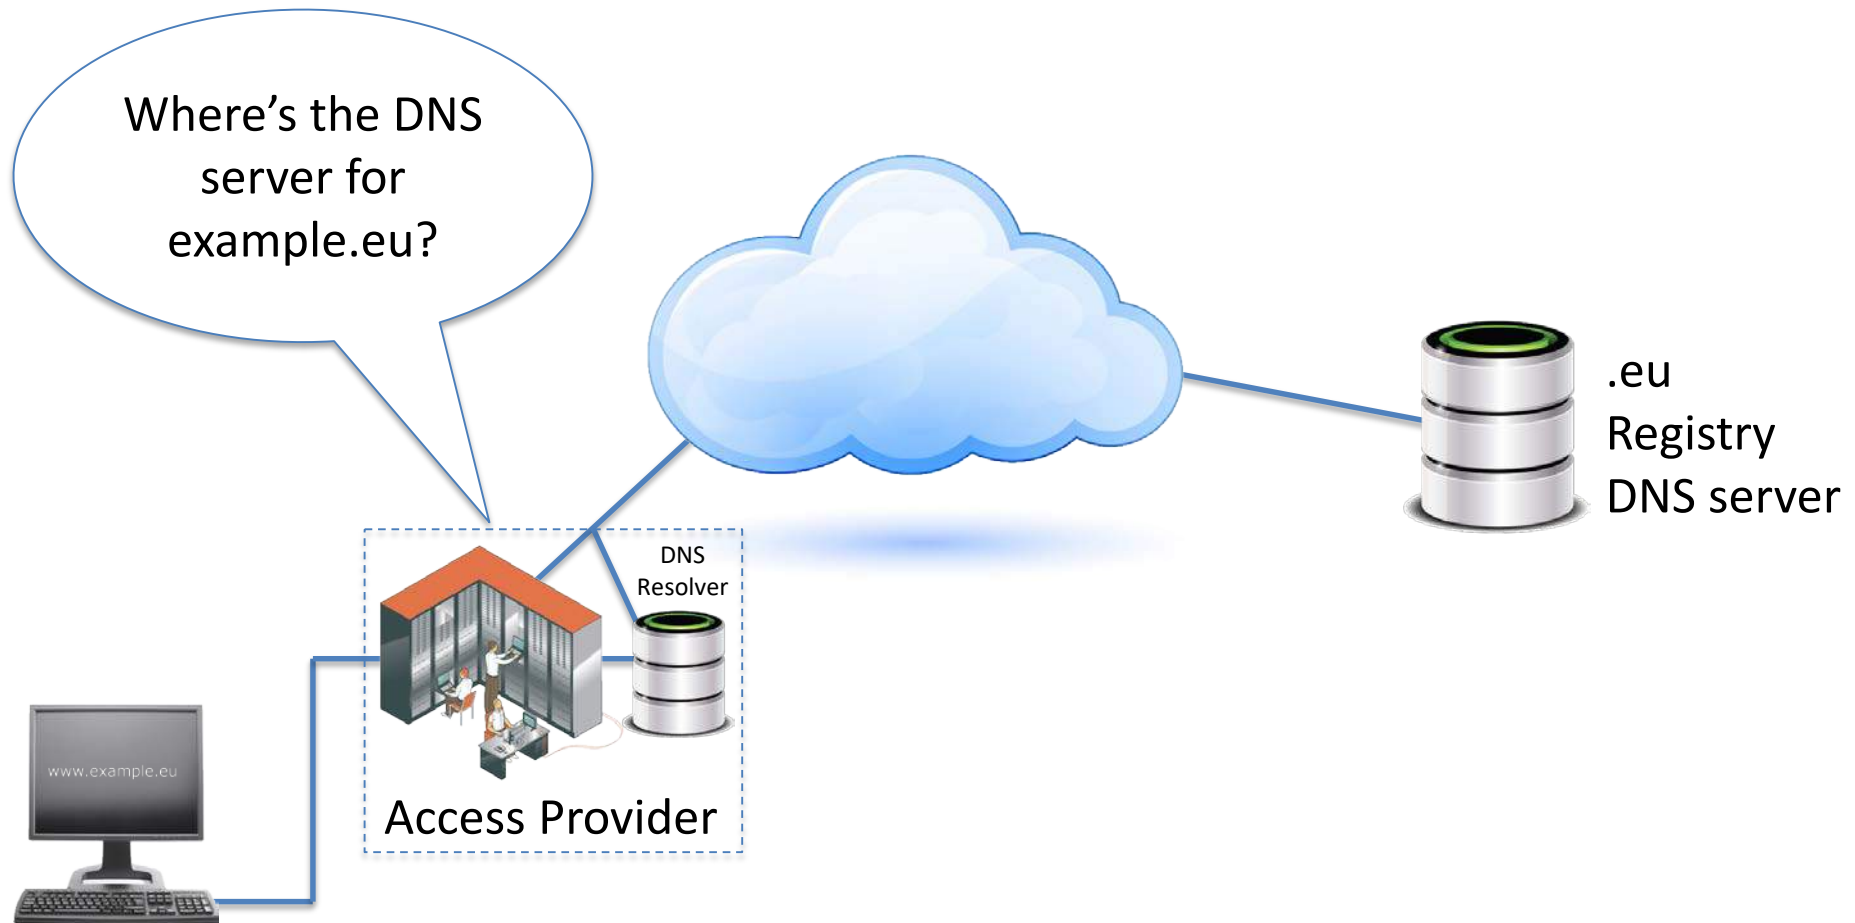 Where’s the DNS
server for
example.eu?
.eu
Registry
DNS server
DNS
Resolver
www.example.eu
Access Provider